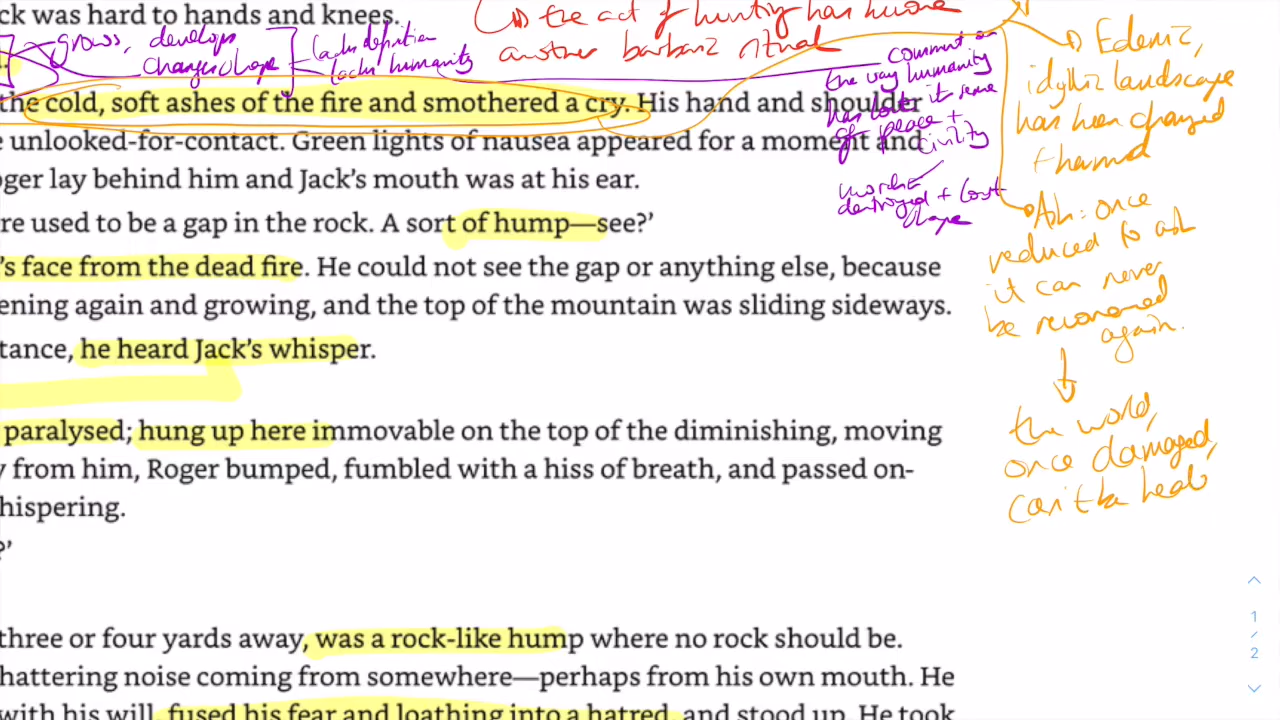 ck was hard to hands and knees.
↳ the act of hunting has become
another barbaric ritual
grows, develops
changes shape
lacks definition
lacks humanity
comment on
the way humanity
has lost it sense
of peace +
civility
world
destroyed + lost
shape
Edenic,
idyllic landscape
has been changed
the cold, soft ashes of the fire and smothered a cry. His hand and shoulder
e unlooked-for-contact. Green lights of nausea appeared for a moment and
oger lay behind him and Jack’s mouth was at his ear.
Ash: once
reduced to ash
it can never
be
again.
re used to be a gap in the rock. A sort of hump—see?’
’s face from the dead fire. He could not see the gap or anything else, because
ening again and growing, and the top of the mountain was sliding sideways.
tance, he heard Jack’s whisper.
the world,
once damaged,
can't be heal
paralysed; hung up here immovable on the top of the diminishing, moving
y from him, Roger bumped, fumbled with a hiss of breath, and passed on-
hispering.
?’
three or four yards away, was a rock-like hump where no rock should be.
hattering noise coming from somewhere—perhaps from his own mouth. He
with his will, fused his fear and loathing into a hatred, and stood up. He took
1
/
2